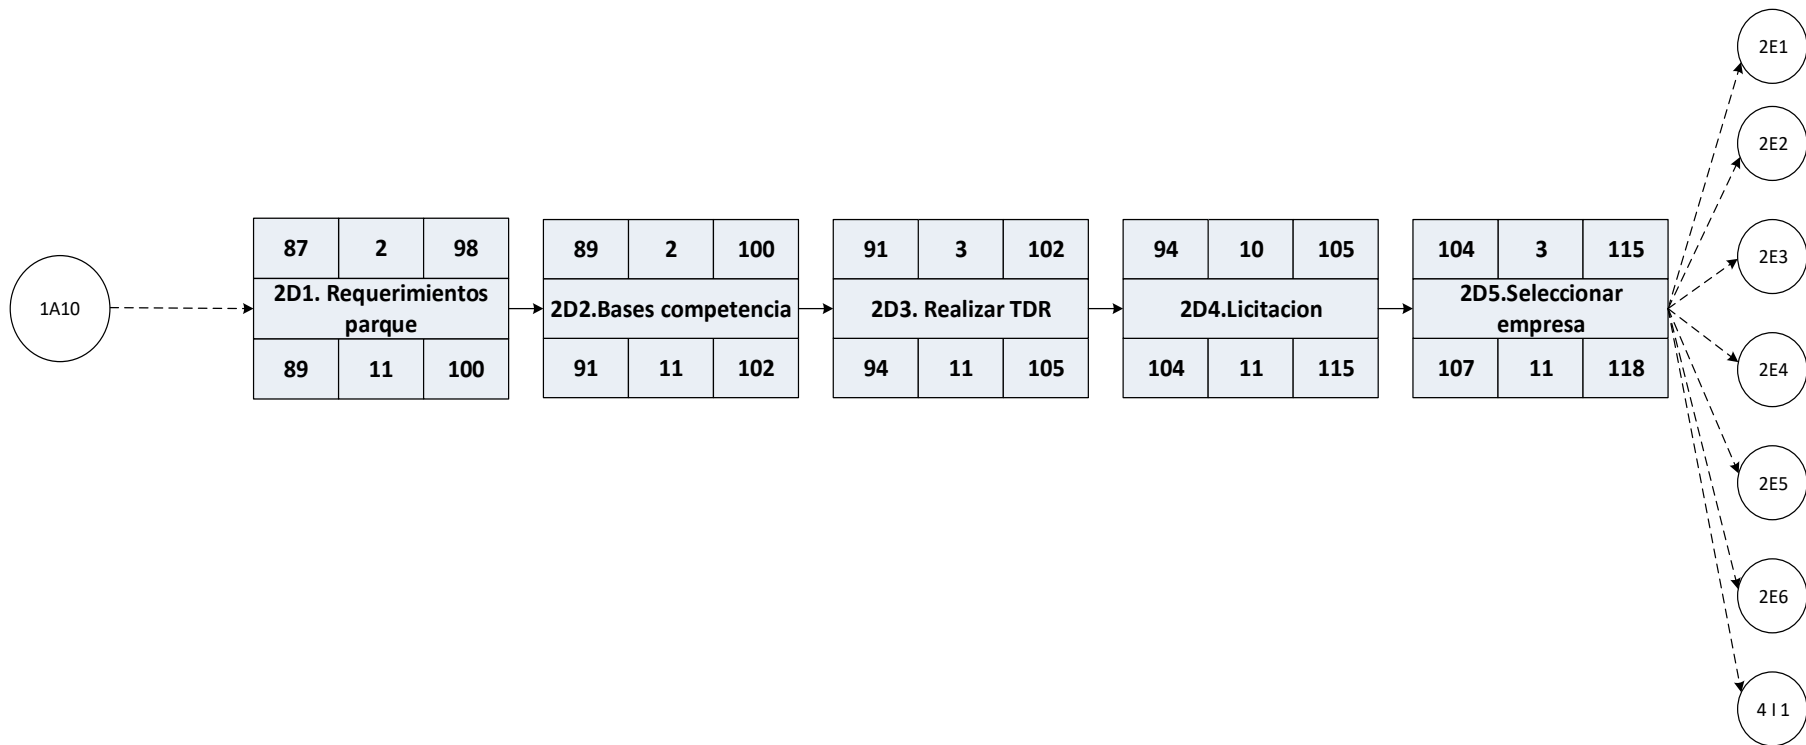 2E1
2E2
2E3
2E4
2E5
2E6
4 I 1
1A10
87 2 98
2D1. Requerimientos
parque
89 11 100
89 2 100
2D2.Bases competencia
91 11 102
91 3 102
2D3. Realizar TDR
94 11 105
94 10 105
2D4.Licitacion
104 11 115
104 3 115
2D5.Seleccionar
empresa
107 11 118